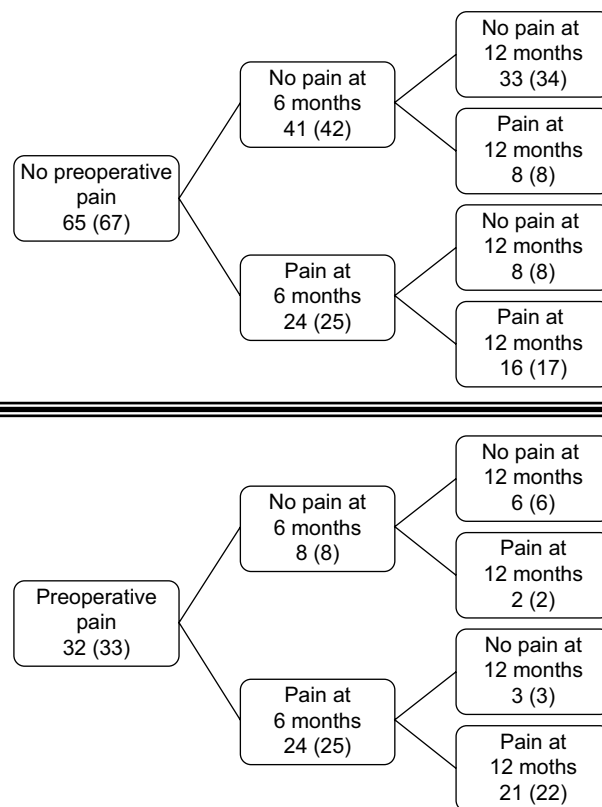 No pain at
12 months
33 (34)
No pain at
6 months
41 (42)
Pain at
12 months
8 (8)
No preoperative
pain
65 (67)
No pain at
12 months
8 (8)
Pain at
6 months
24 (25)
Pain at
12 months
16 (17)
No pain at
12 months
6 (6)
No pain at
6 months
8 (8)
Pain at
12 months
2 (2)
Preoperative
pain
32 (33)
No pain at
12 months
3 (3)
Pain at
6 months
24 (25)
Pain at
12 moths
21 (22)